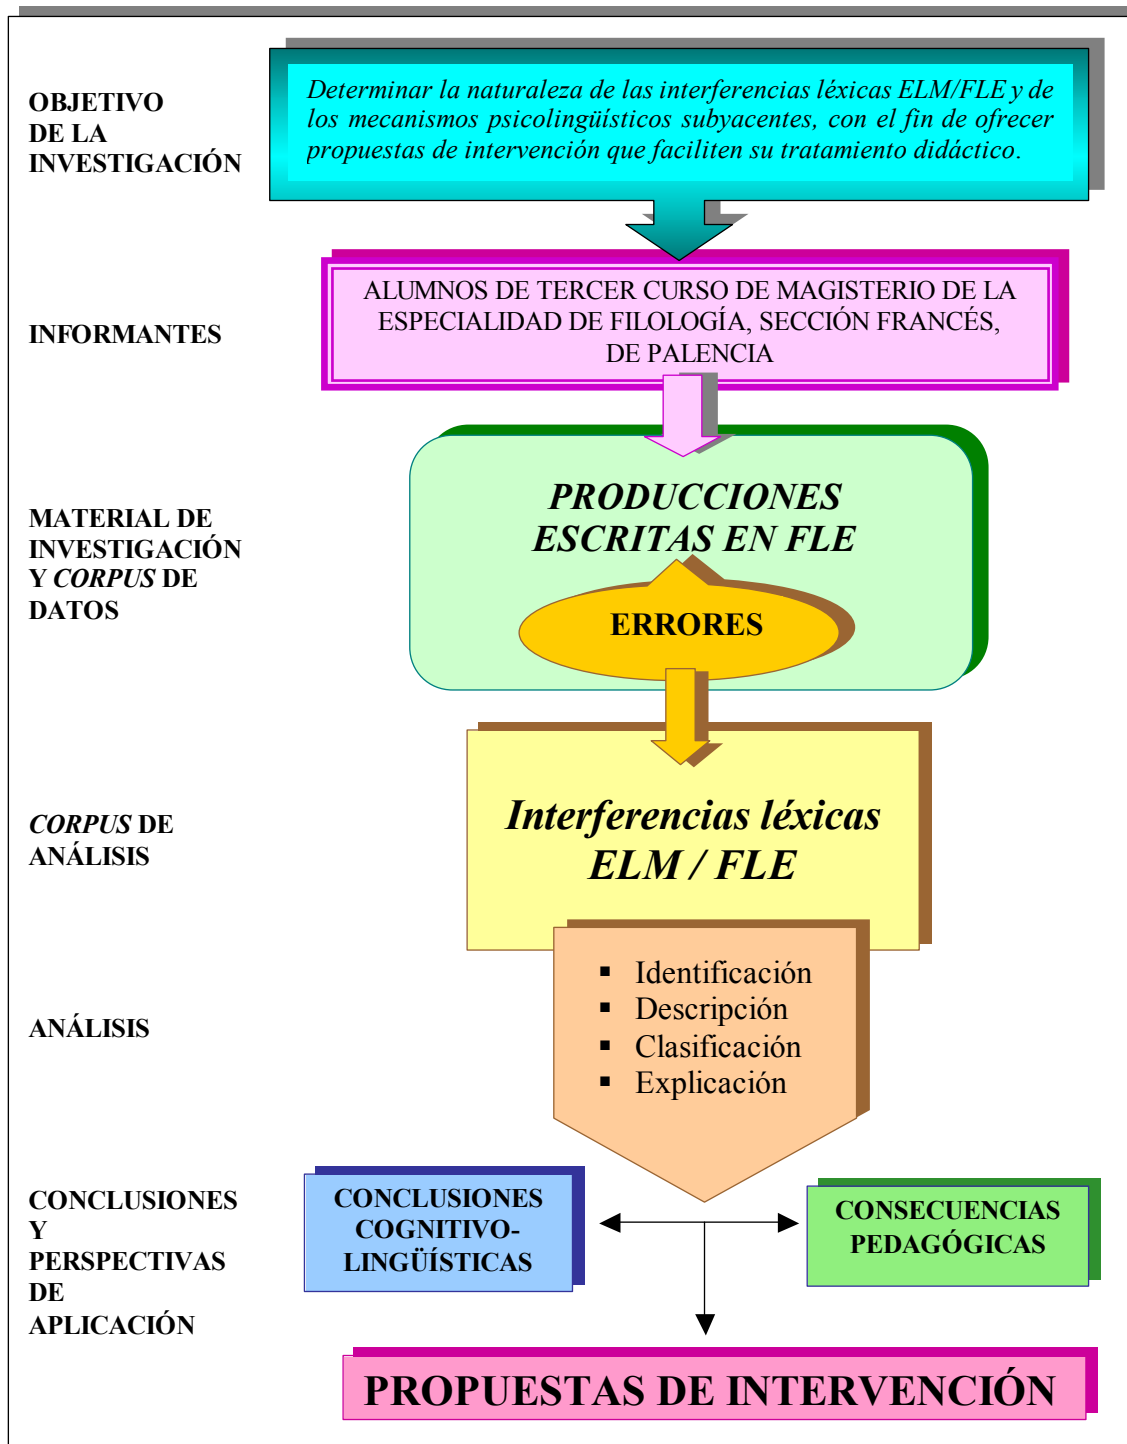 OBJETIVO
DE LA
INVESTIGACIÓN
Determinar la naturaleza de las interferencias léxicas ELM/FLE y de
los mecanismos psicolingüísticos subyacentes, con el fin de ofrecer
propuestas de intervención que faciliten su tratamiento didáctico.
INFORMANTES
ALUMNOS DE TERCER CURSO DE MAGISTERIO DE LA
ESPECIALIDAD DE FILOLOGÍA, SECCIÓN FRANCÉS,
DE PALENCIA
MATERIAL DE
INVESTIGACIÓN
Y CORPUS DE
DATOS
PRODUCCIONES
ESCRITAS EN FLE
ERRORES
CORPUS DE
ANÁLISIS
Interferencias léxicas
ELM / FLE
ANÁLISIS
▪ Identificación
▪ Descripción
▪ Clasificación
▪ Explicación
CONCLUSIONES
Y
PERSPECTIVAS
DE
APLICACIÓN
CONCLUSIONES
COGNITIVO-
LINGÜÍSTICAS
CONSECUENCIAS
PEDAGÓGICAS
PROPUESTAS DE INTERVENCIÓN